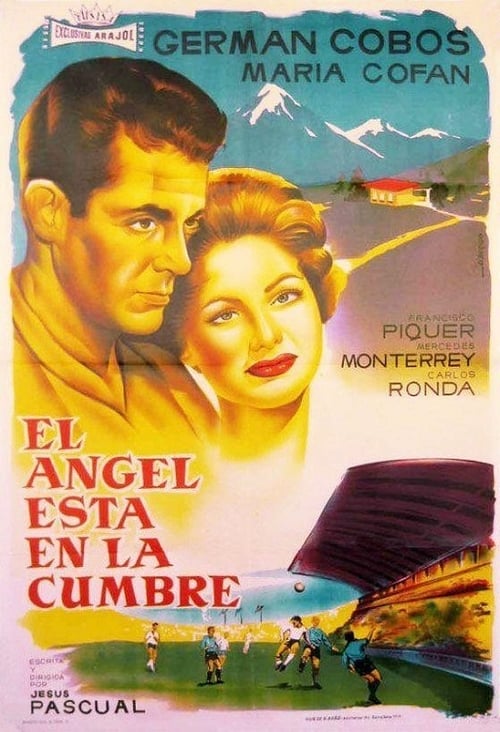 EXCLUSIVAS ARAJOL
GERMAN COBOS
MARIA COFAN
FRANCISCO
PIQUER
MERCEDES
MONTERREY
CARLOS
RONDA
EL
ANGEL
ESTA
EN LA
CUMBRE
ESCRITA
Y
DIRIGIDA
POR
JESUS
PASCUAL